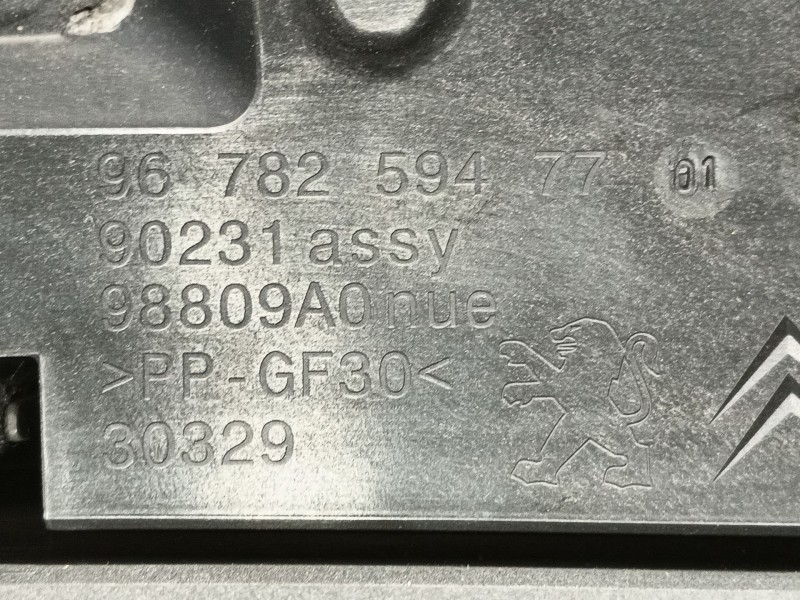 96 782 594 77 01
90231 assy
98809A0 nue
>PP-GF30<
30329